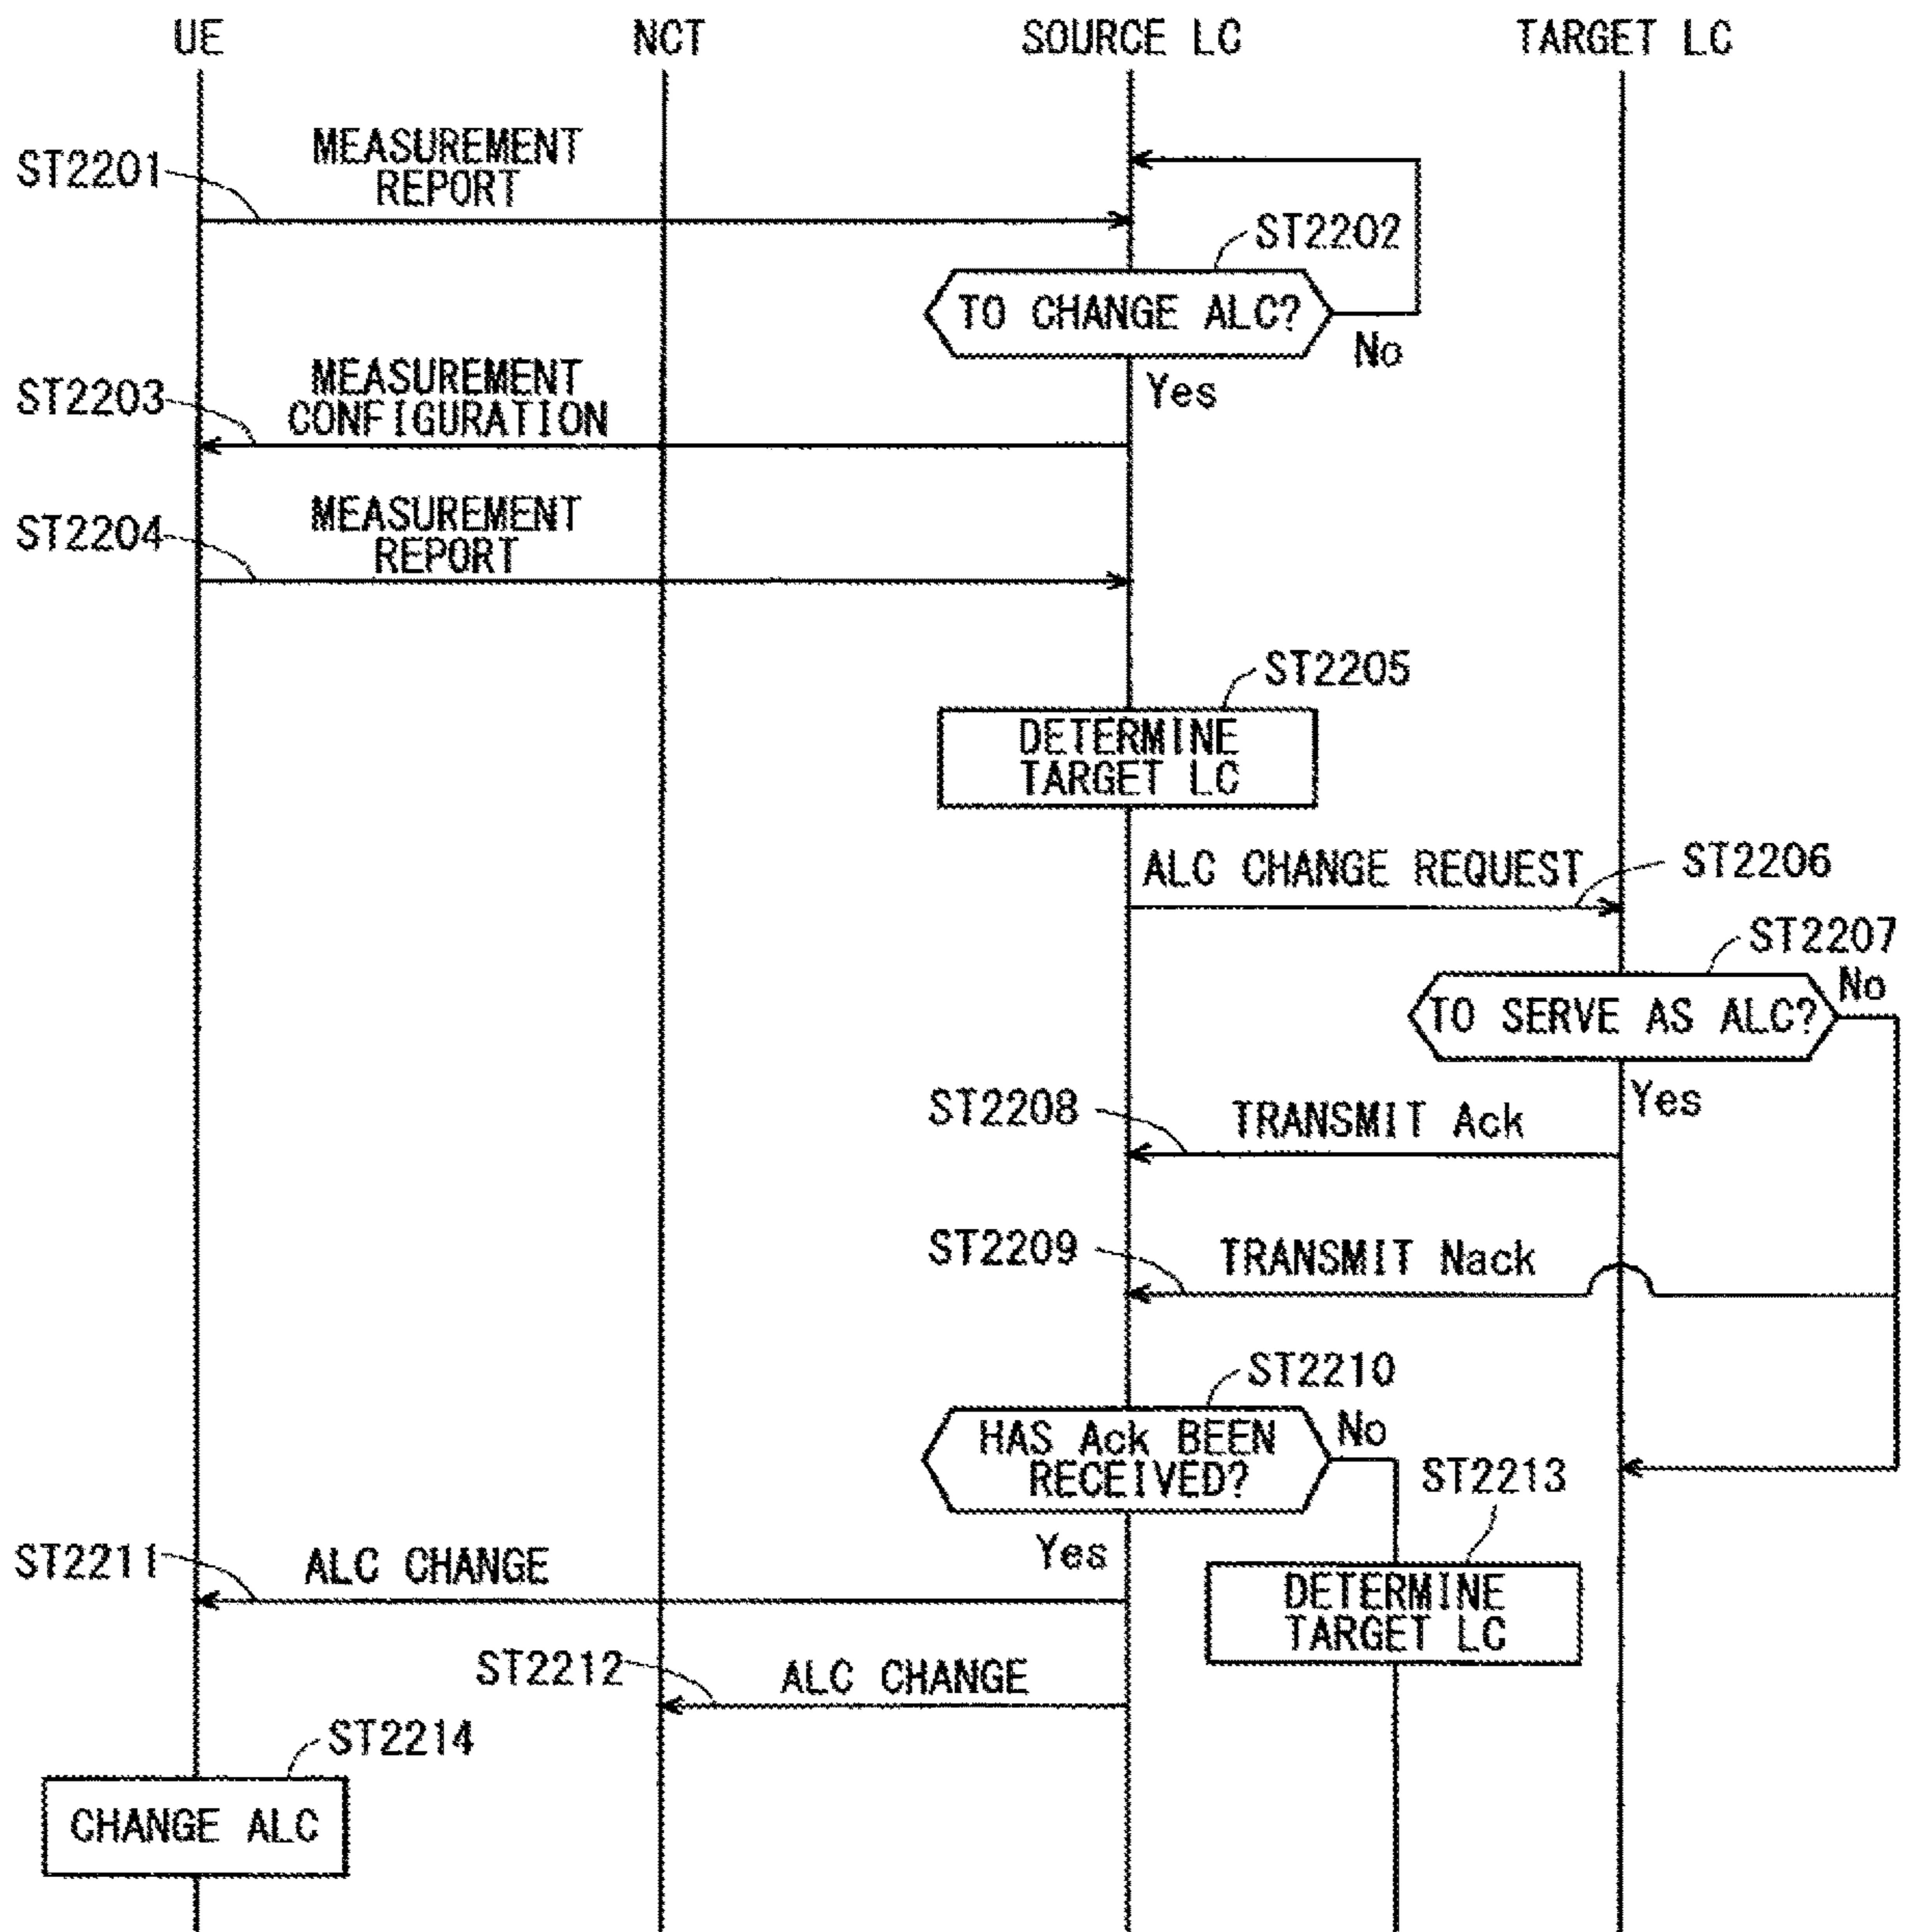 UE
NCT
SOURCE LC
TARGET LC
ST2201
MEASUREMENT
REPORT
ST2202
TO CHANGE ALC?
No
Yes
ST2203
MEASUREMENT
CONFIGURATION
ST2204
MEASUREMENT
REPORT
ST2205
DETERMINE
TARGET LC
ALC CHANGE REQUEST
ST2206
ST2207
TO SERVE AS ALC?
No
Yes
ST2208
TRANSMIT Ack
ST2209
TRANSMIT Nack
ST2210
HAS Ack BEEN
RECEIVED?
No
Yes
ST2213
DETERMINE
TARGET LC
ST2211
ALC CHANGE
ST2212
ALC CHANGE
ST2214
CHANGE ALC